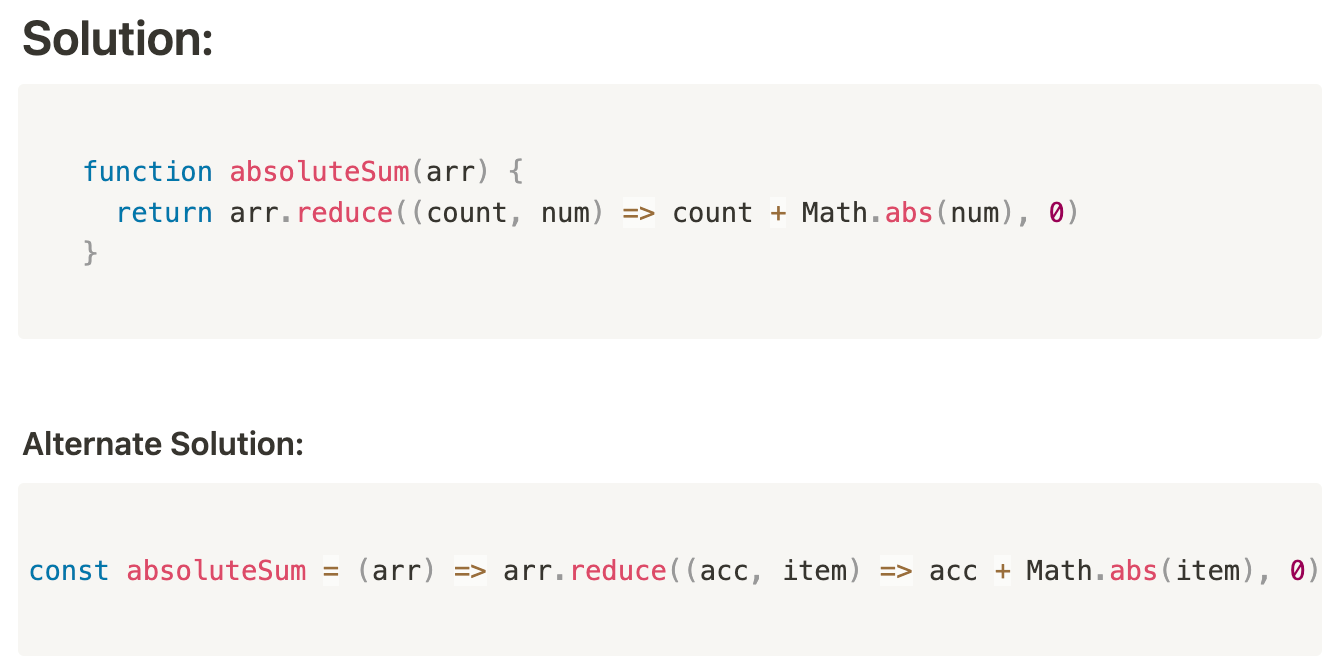 Solution:
function absoluteSum(arr) {
  return arr.reduce((count, num) => count + Math.abs(num), 0)
}
Alternate Solution:
const absoluteSum = (arr) => arr.reduce((acc, item) => acc + Math.abs(item), 0)